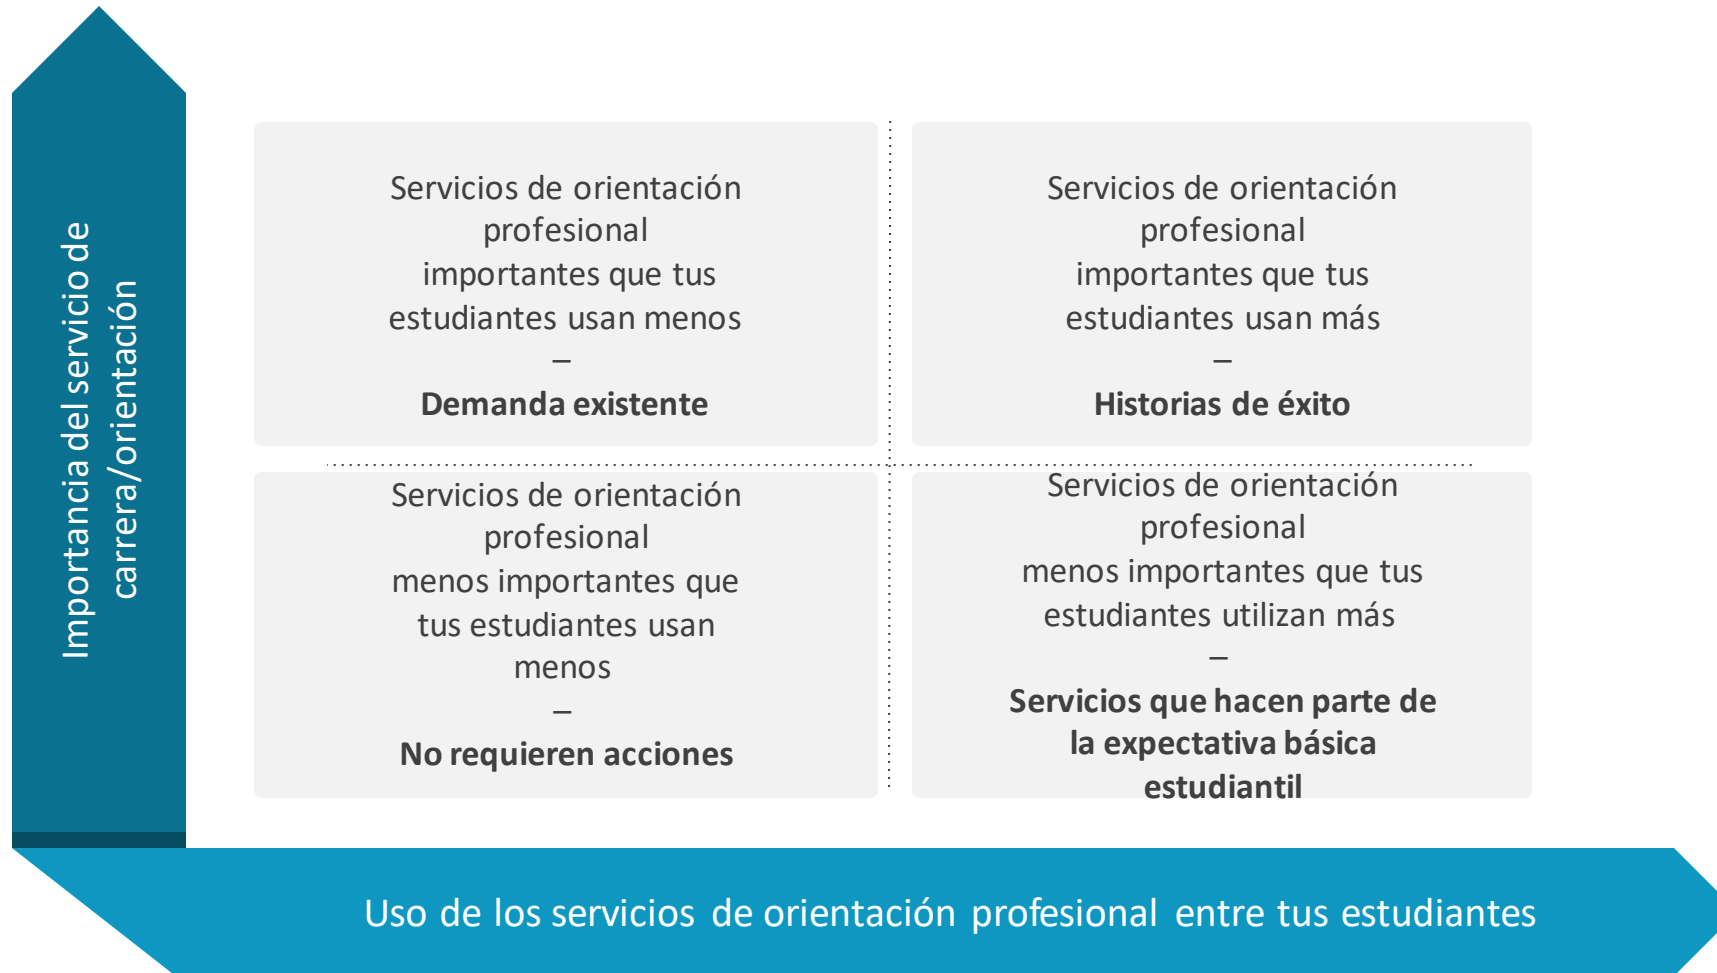 Importancia del servicio de
carrera/orientación
Servicios de orientación
profesional
importantes que tus
estudiantes usan menos
–
Demanda existente
Servicios de orientación
profesional
importantes que tus
estudiantes usan más
–
Historias de éxito
Servicios de orientación
profesional
menos importantes que
tus estudiantes usan
menos
–
No requieren acciones
Servicios de orientación
profesional
menos importantes que tus
estudiantes utilizan más
–
Servicios que hacen parte de
la expectativa básica
estudiantil
Uso de los servicios de orientación profesional entre tus estudiantes